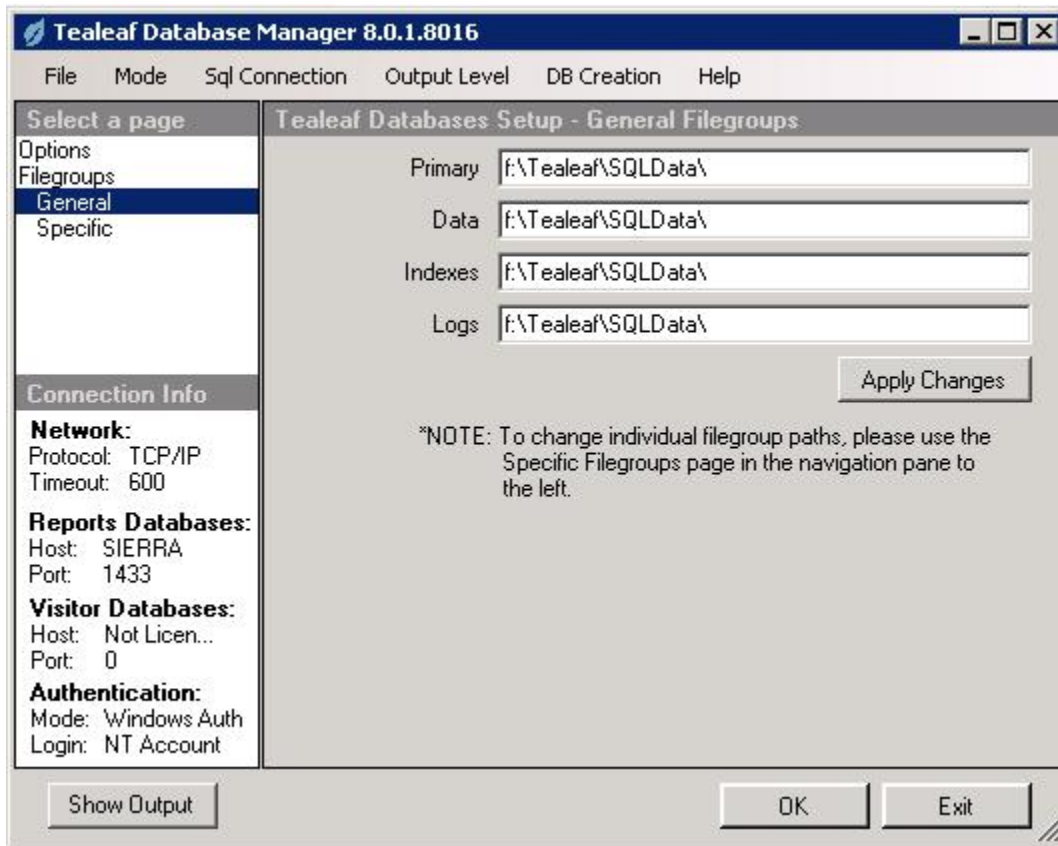 Tealeaf Database Manager 8.0.1.8016
File Mode Sql Connection Output Level DB Creation Help
Select a page
Options
Filegroups
General
Specific
Tealeaf Databases Setup - General Filegroups
Primary f:\Tealeaf\SQLData\
Data f:\Tealeaf\SQLData\
Indexes f:\Tealeaf\SQLData\
Logs f:\Tealeaf\SQLData\
Apply Changes
*NOTE: To change individual filegroup paths, please use the
Specific Filegroups page in the navigation pane to
the left.
Connection Info
Network:
Protocol: TCP/IP
Timeout: 600
Reports Databases:
Host: SIERRA
Port: 1433
Visitor Databases:
Host: Not Licen...
Port: 0
Authentication:
Mode: Windows Auth
Login: NT Account
Show Output
OK
Exit